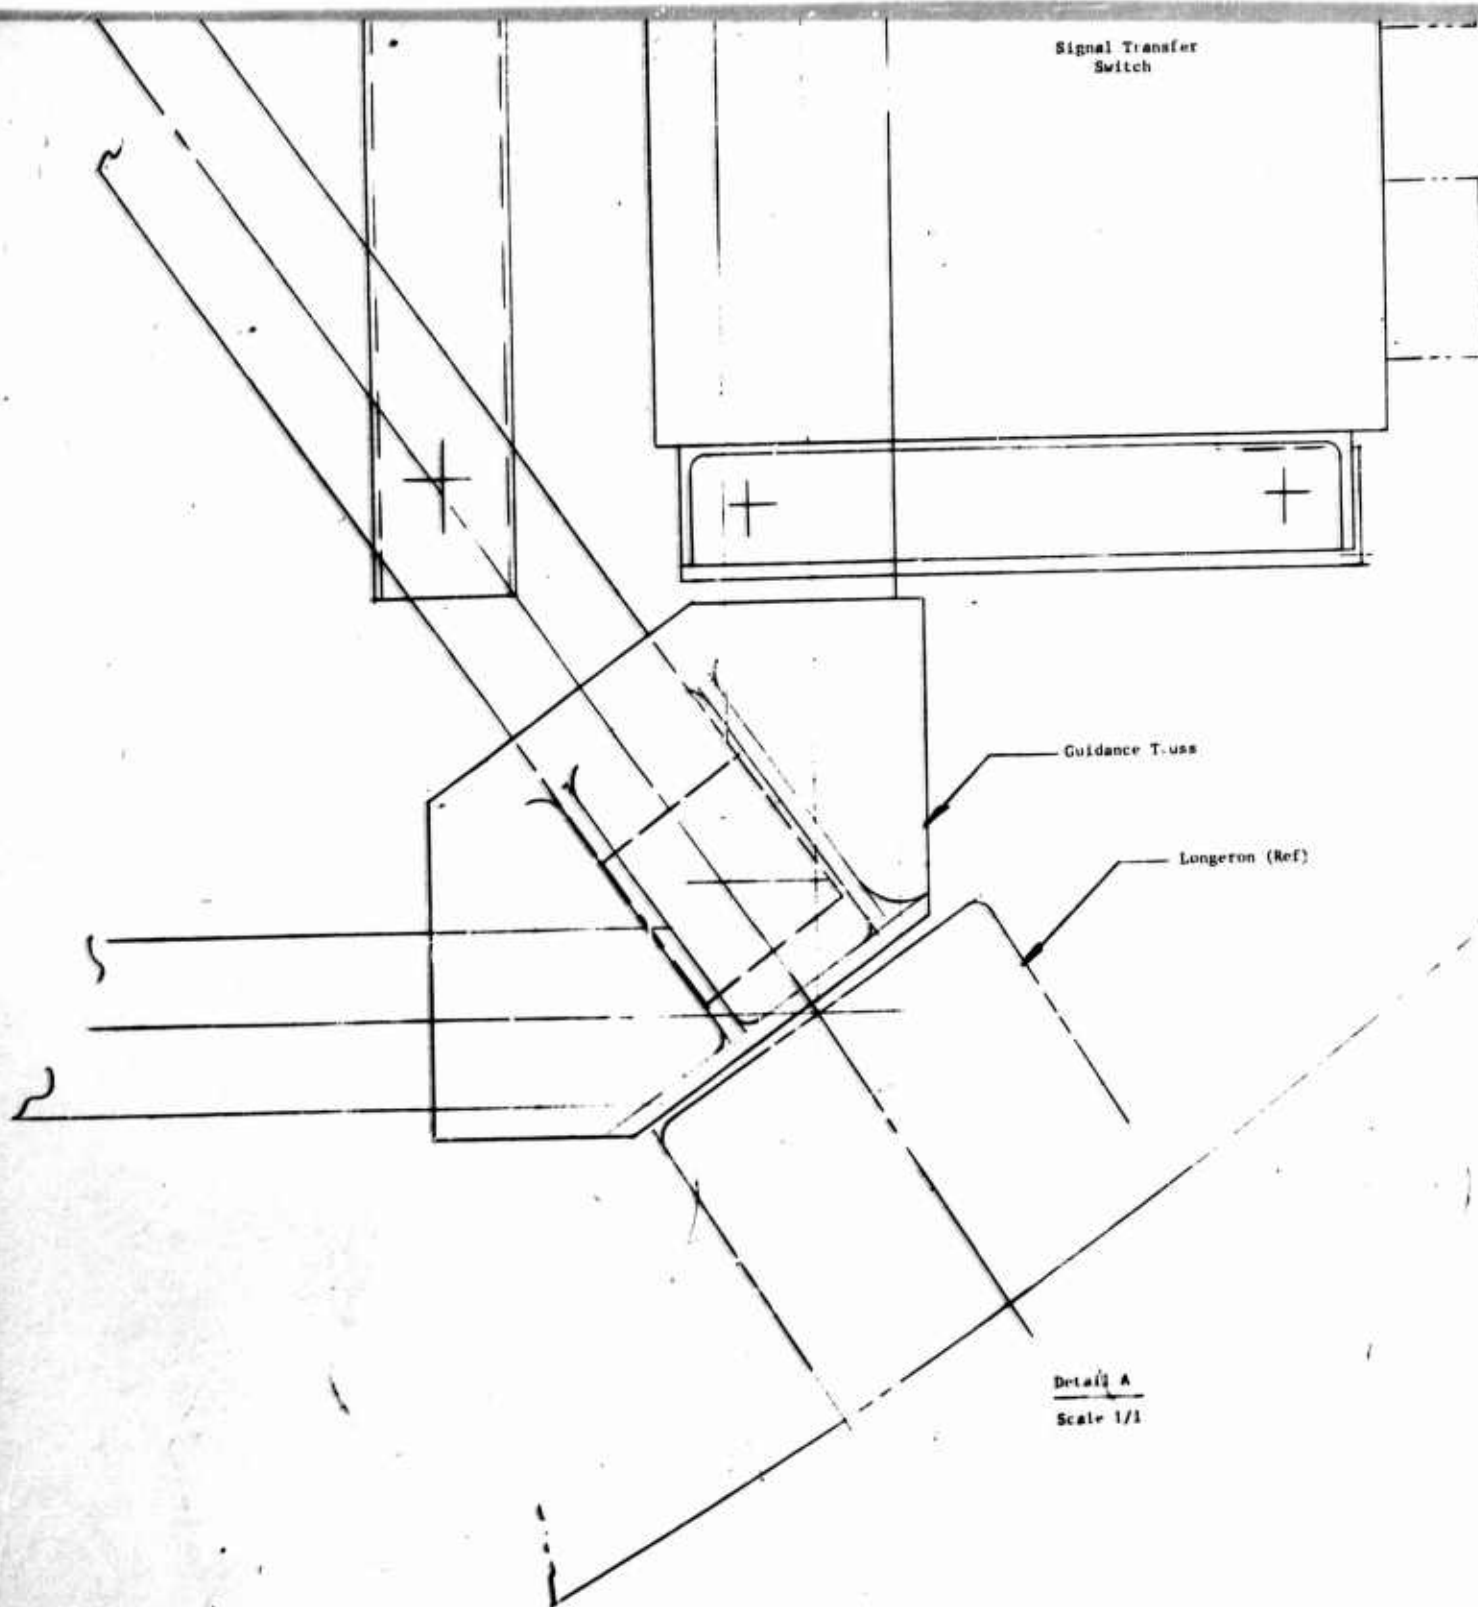 Signal Transfer
Switch
Guidance T.uss
Longeron (Ref)
Detail A
Scale 1/1